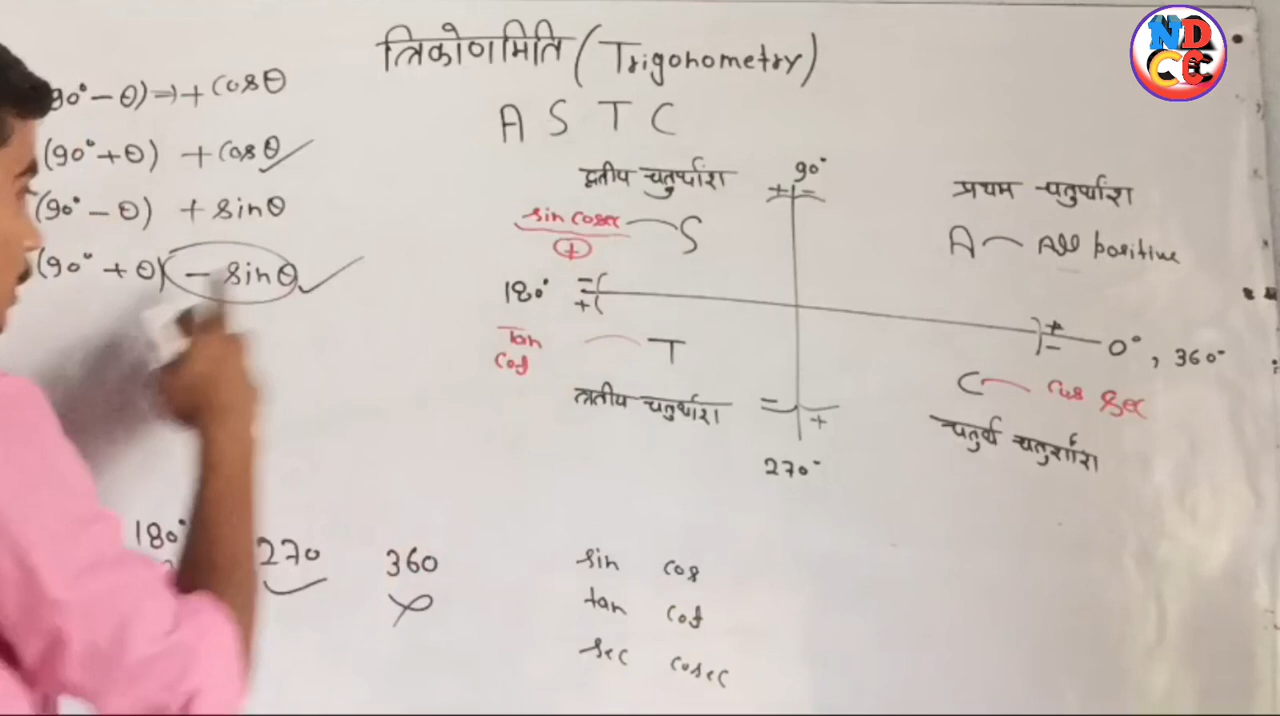 त्रिकोणमिति (Trigonometry)
A S T C
90° – θ) ⇒ + cosθ
(90° + θ) + cosθ
(90° – θ) + sinθ
(90° + θ) – sinθ
द्वतीय चतुर्थांश
90°
+ –
प्रथम चतुर्थांश
sin cosec S
+
A All positive
180° –
+
+
–
0°, 360°
Tan
Cot
T
C cos sec
त्रतीय चतुर्थांश
– +
चतुर्थ चतुर्थांश
270°
180° 270 360
sin cos
tan cot
sec cosec
NDCC